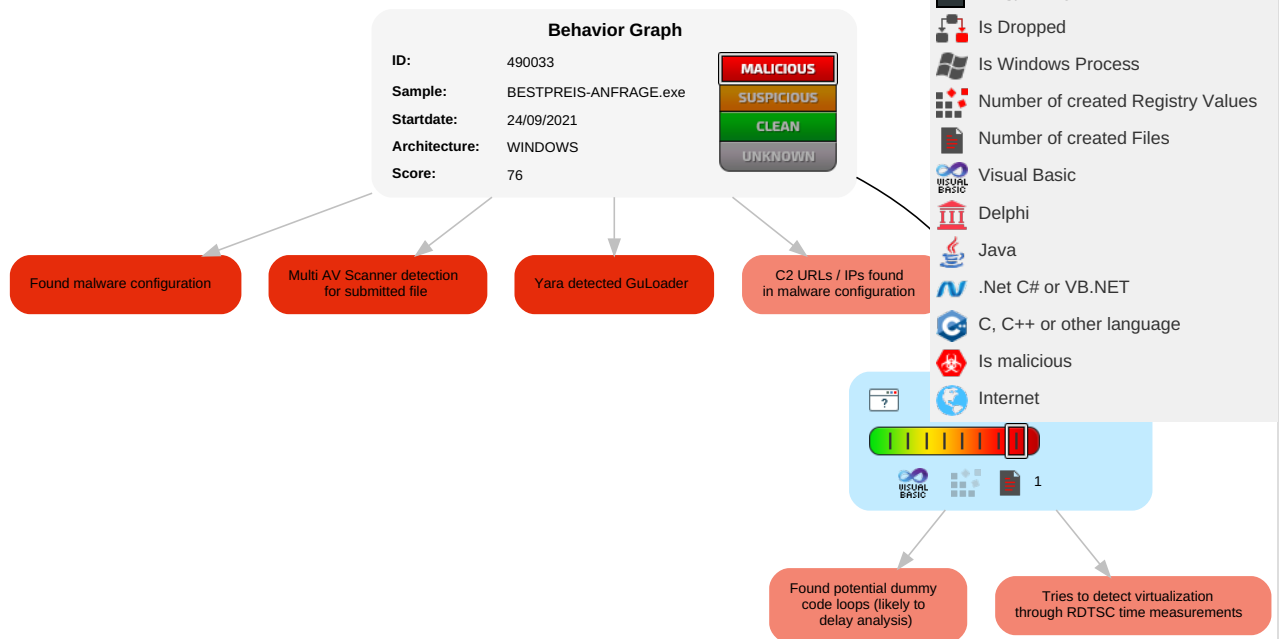 Behavior Graph
ID: 490033
Sample: BESTPREIS-ANFRAGE.exe
Startdate: 24/09/2021
Architecture: WINDOWS
Score: 76
MALICIOUS
SUSPICIOUS
CLEAN
UNKNOWN
Is Dropped
Is Windows Process
Number of created Registry Values
Number of created Files
VISUAL
BASIC
Visual Basic
Delphi
Java
.Net C# or VB.NET
C, C++ or other language
Is malicious
Internet
Found malware configuration
Multi AV Scanner detection
for submitted file
Yara detected GuLoader
C2 URLs / IPs found
in malware configuration
?
VISUAL
BASIC
1
Found potential dummy
code loops (likely to
delay analysis)
Tries to detect virtualization
through RDTSC time measurements